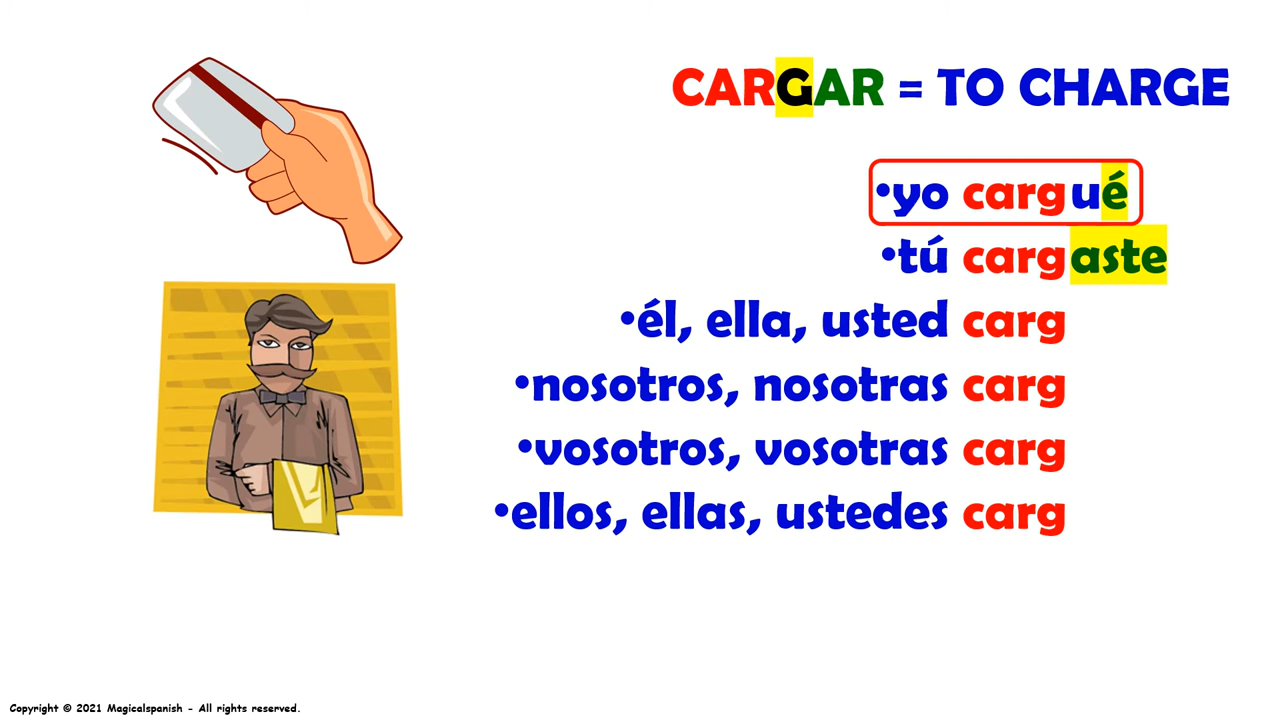 CARGAR = TO CHARGE
•yo cargué
•tú cargaste
•él, ella, usted carg
•nosotros, nosotras carg
•vosotros, vosotras carg
•ellos, ellas, ustedes carg
Copyright © 2021 Magicalspanish - All rights reserved.